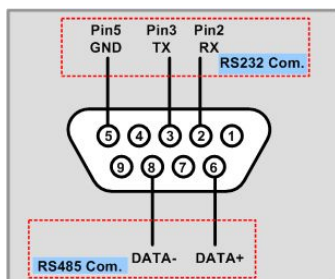 Pin5 Pin3 Pin2
GND TX RX
RS232 Com.
5 4 3 2 1
9 8 7 6
DATA- DATA+
RS485 Com.